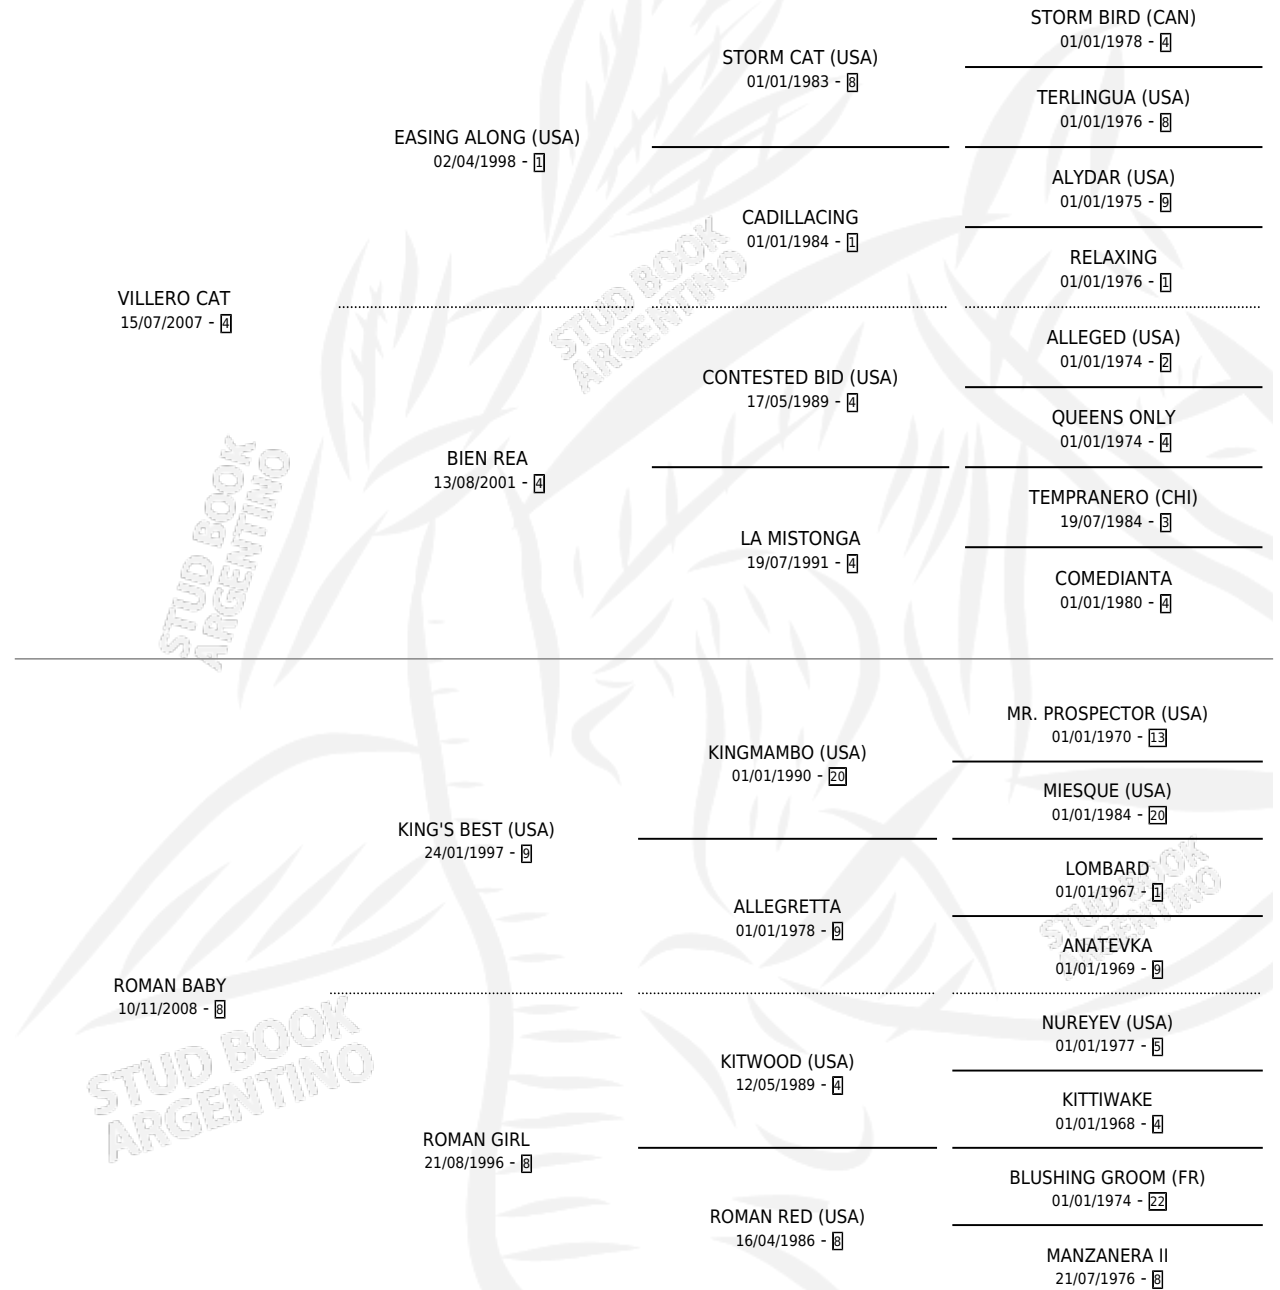 STORM BIRD (CAN)
01/01/1978 - 4
STORM CAT (USA)
01/01/1983 - 8
TERLINGUA (USA)
01/01/1976 - 8
EASING ALONG (USA)
02/04/1998 - 1
ALYDAR (USA)
01/01/1975 - 9
CADILLACING
01/01/1984 - 1
RELAXING
01/01/1976 - 1
VILLERO CAT
15/07/2007 - 4
STUD BOOK
ARGENTINO
ALLEGED (USA)
01/01/1974 - 2
CONTESTED BID (USA)
17/05/1989 - 4
QUEENS ONLY
01/01/1974 - 4
BIEN REA
13/08/2001 - 4
TEMPRANERO (CHI)
19/07/1984 - 3
LA MISTONGA
19/07/1991 - 4
COMEDIANTA
01/01/1980 - 4
STUD BOOK
ARGENTINO
MR. PROSPECTOR (USA)
01/01/1970 - 13
KINGMAMBO (USA)
01/01/1990 - 20
MIESQUE (USA)
01/01/1984 - 20
KING'S BEST (USA)
24/01/1997 - 9
LOMBARD
01/01/1967 - 1
ALLEGRETTA
01/01/1978 - 9
STUD BOOK
ARGENTINO
ANATEVKA
01/01/1969 - 9
ROMAN BABY
10/11/2008 - 8
STUD BOOK
ARGENTINO
NUREYEV (USA)
01/01/1977 - 5
KITWOOD (USA)
12/05/1989 - 4
KITTIWAKE
01/01/1968 - 4
ROMAN GIRL
21/08/1996 - 8
BLUSHING GROOM (FR)
01/01/1974 - 22
ROMAN RED (USA)
16/04/1986 - 8
MANZANERA II
21/07/1976 - 8